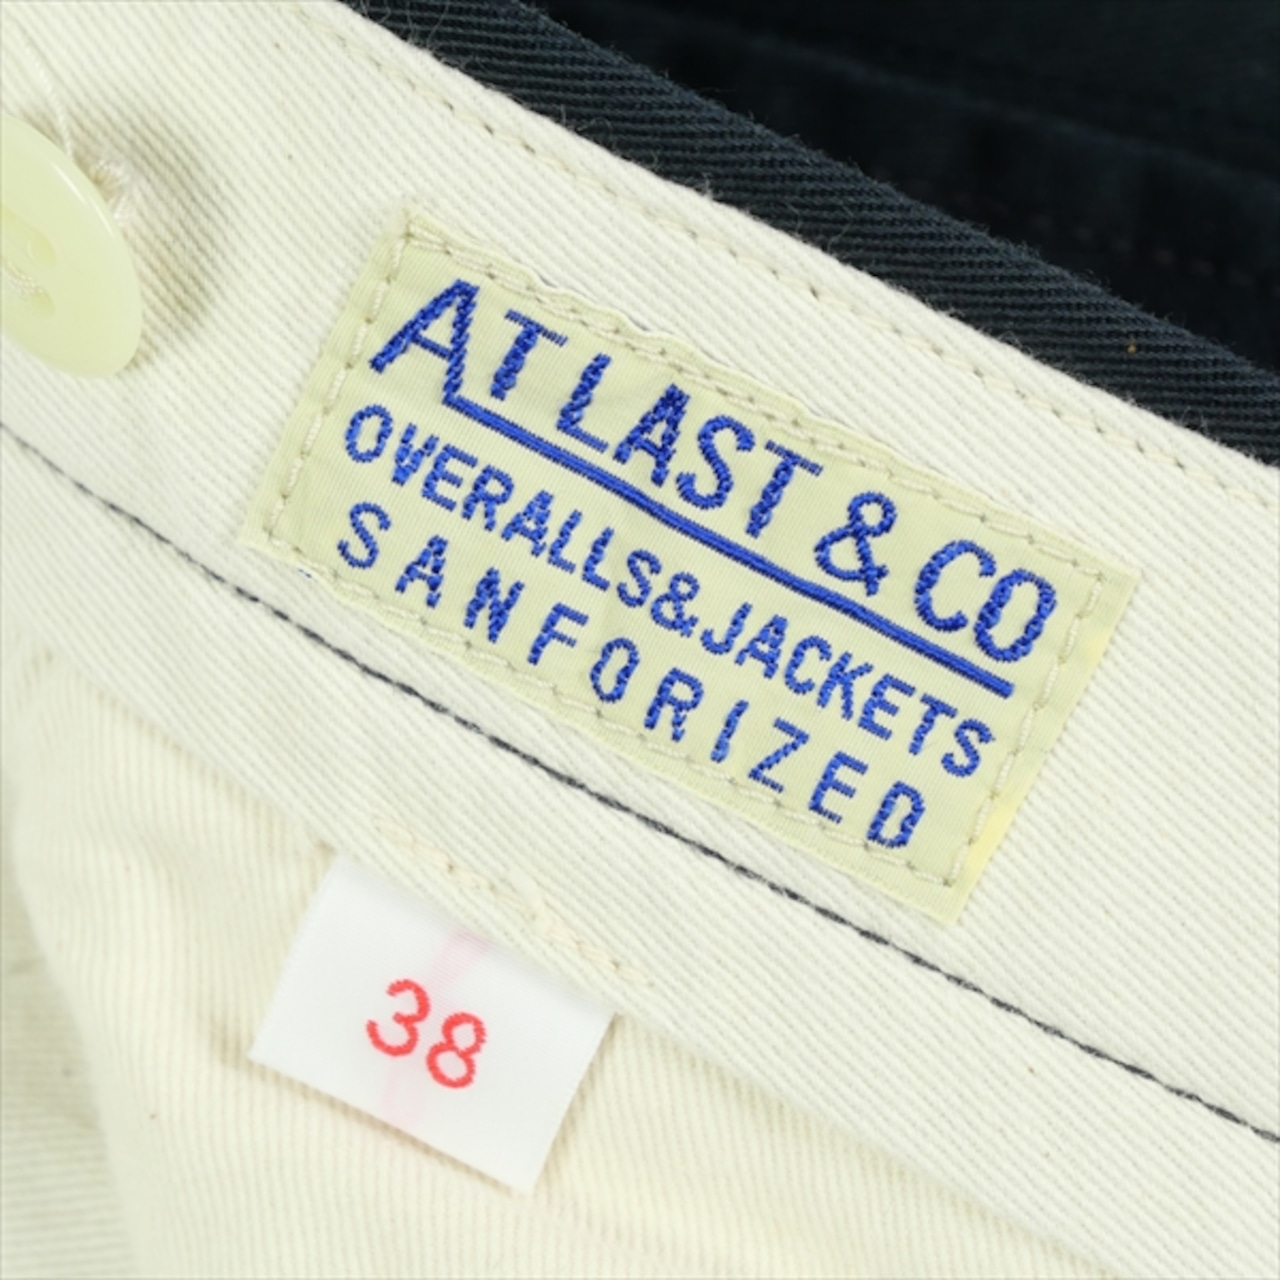 AT LAST & CO
OVERALLS & JACKETS
SANFORIZED
38